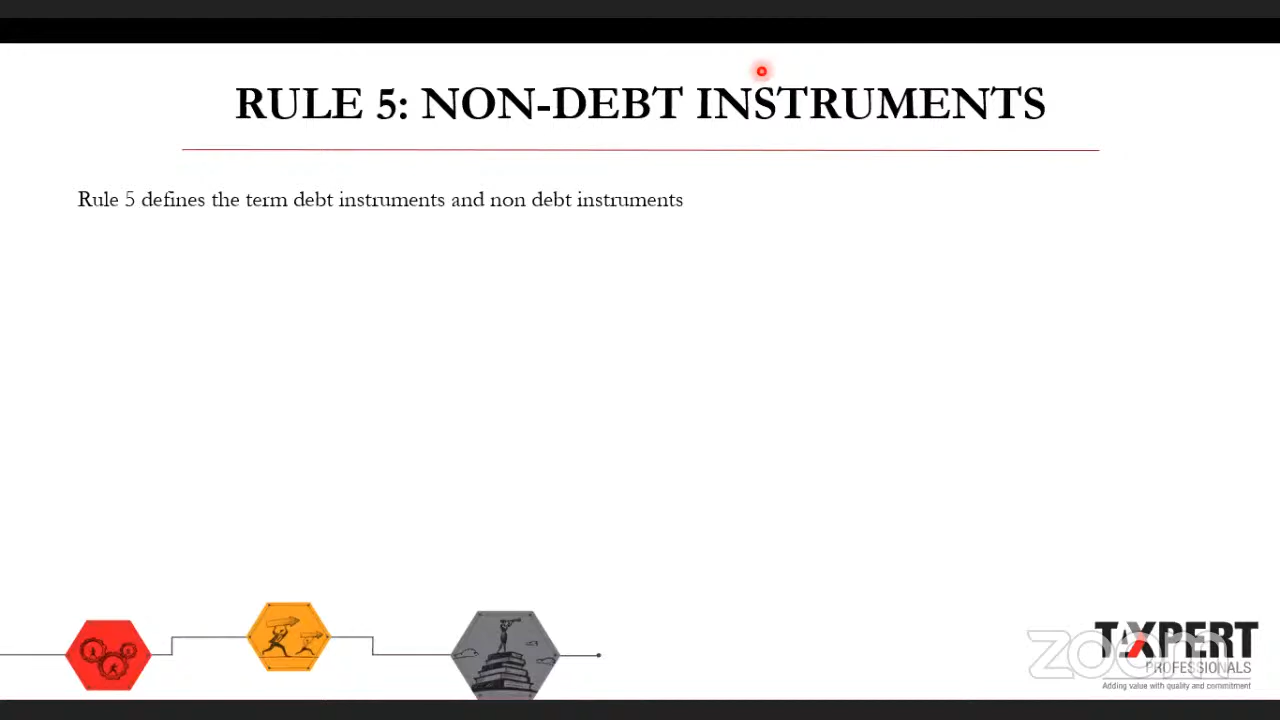 RULE 5: NON-DEBT INSTRUMENTS
Rule 5 defines the term debt instruments and non debt instruments
TAXPERT
PROFESSIONALS
Adding value with quality and commitment
zoom